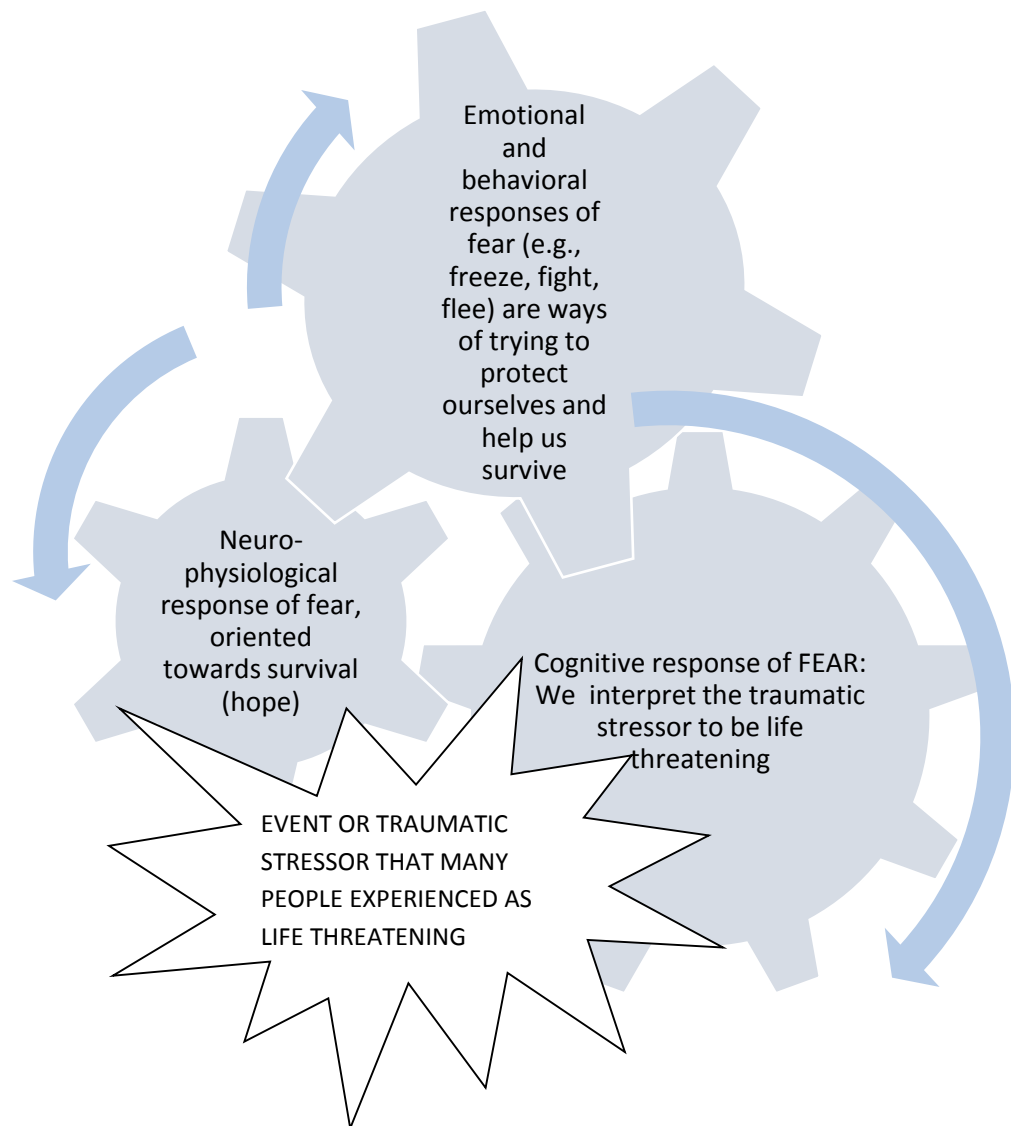 Emotional
and
behavioral
responses of
fear (e.g.,
freeze, fight,
flee) are ways
of trying to
protect
ourselves and
help us
survive
Neuro-
physiological
response of fear,
oriented
towards survival
(hope)
Cognitive response of FEAR:
We  interpret the traumatic
stressor to be life
threatening
EVENT OR TRAUMATIC
STRESSOR THAT MANY
PEOPLE EXPERIENCED AS
LIFE THREATENING